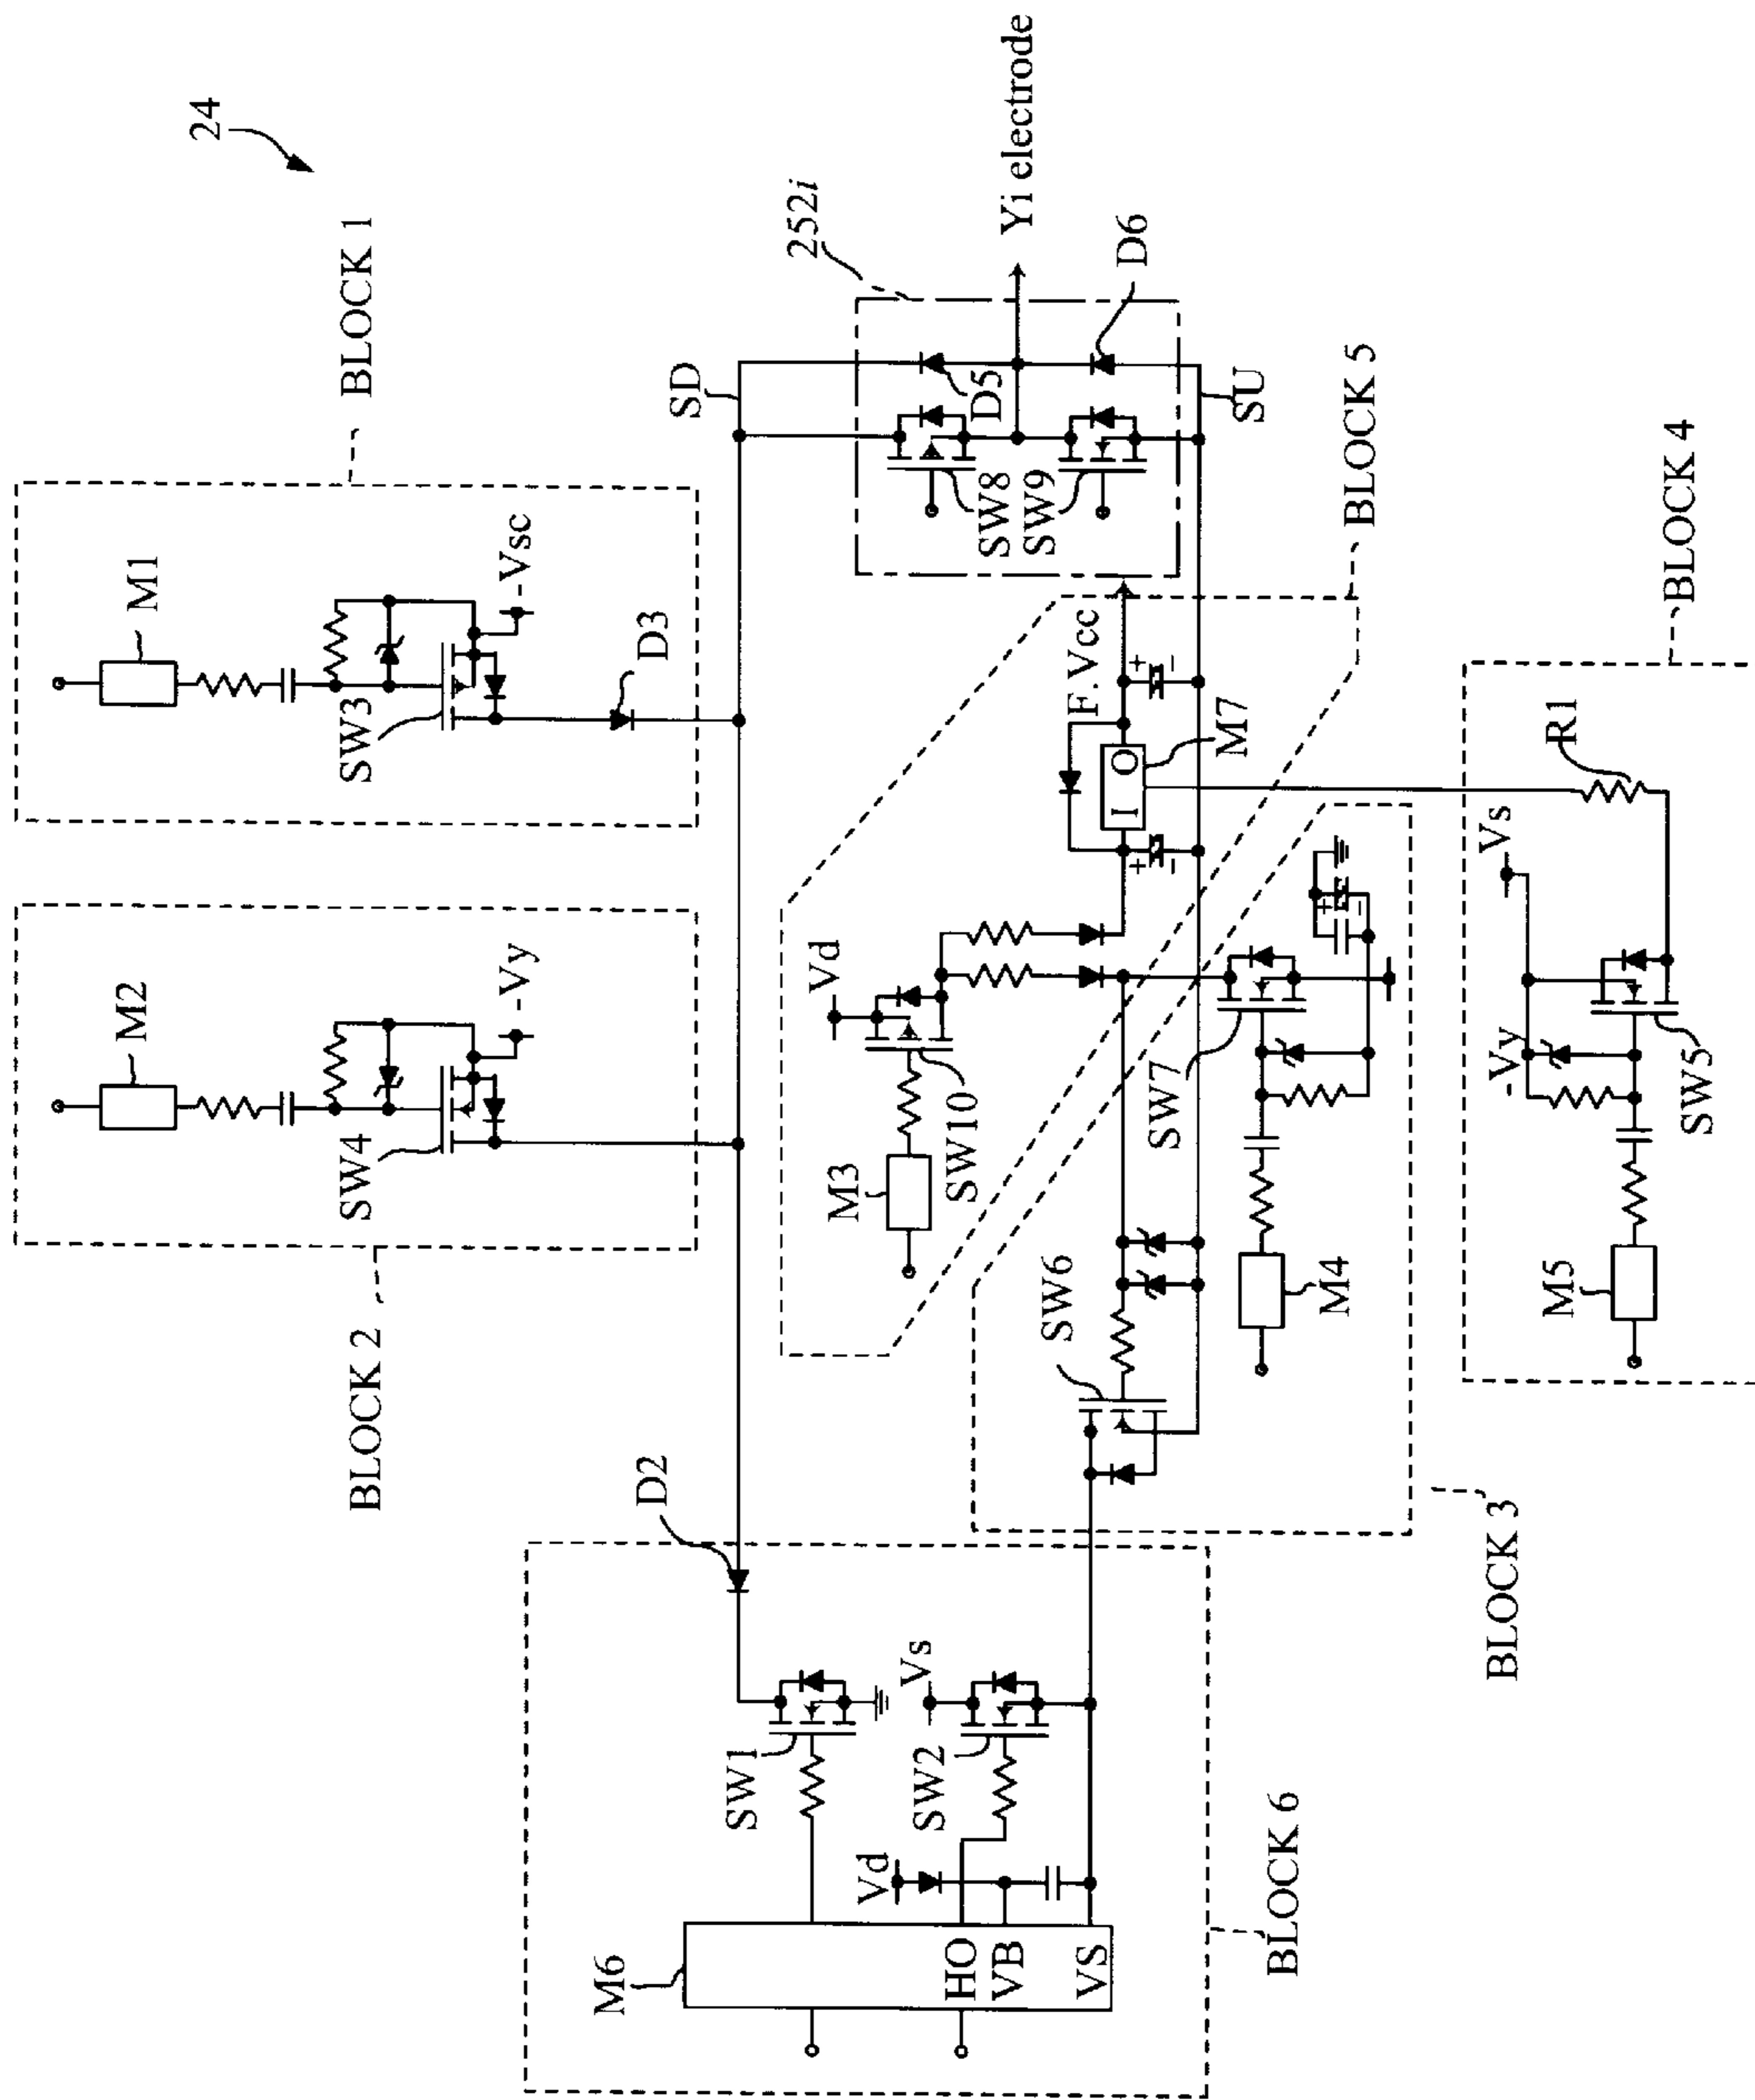 24
BLOCK 1
M1
SW3
-Vsc
D3
BLOCK 2
M2
SW4
-Vy
SD
252i
SW8
SW9
D5
D6
Yi electrode
SU
BLOCK 5
Vd
M3
SW10
F.Vcc
I O
M7
BLOCK 3
SW6
SW7
M4
BLOCK 4
Vs
-Vy
R1
SW5
M5
D2
SW1
Vs
SW2
Vd
M6
HO
VB
VS
BLOCK 6
+
-
+
-
+
-